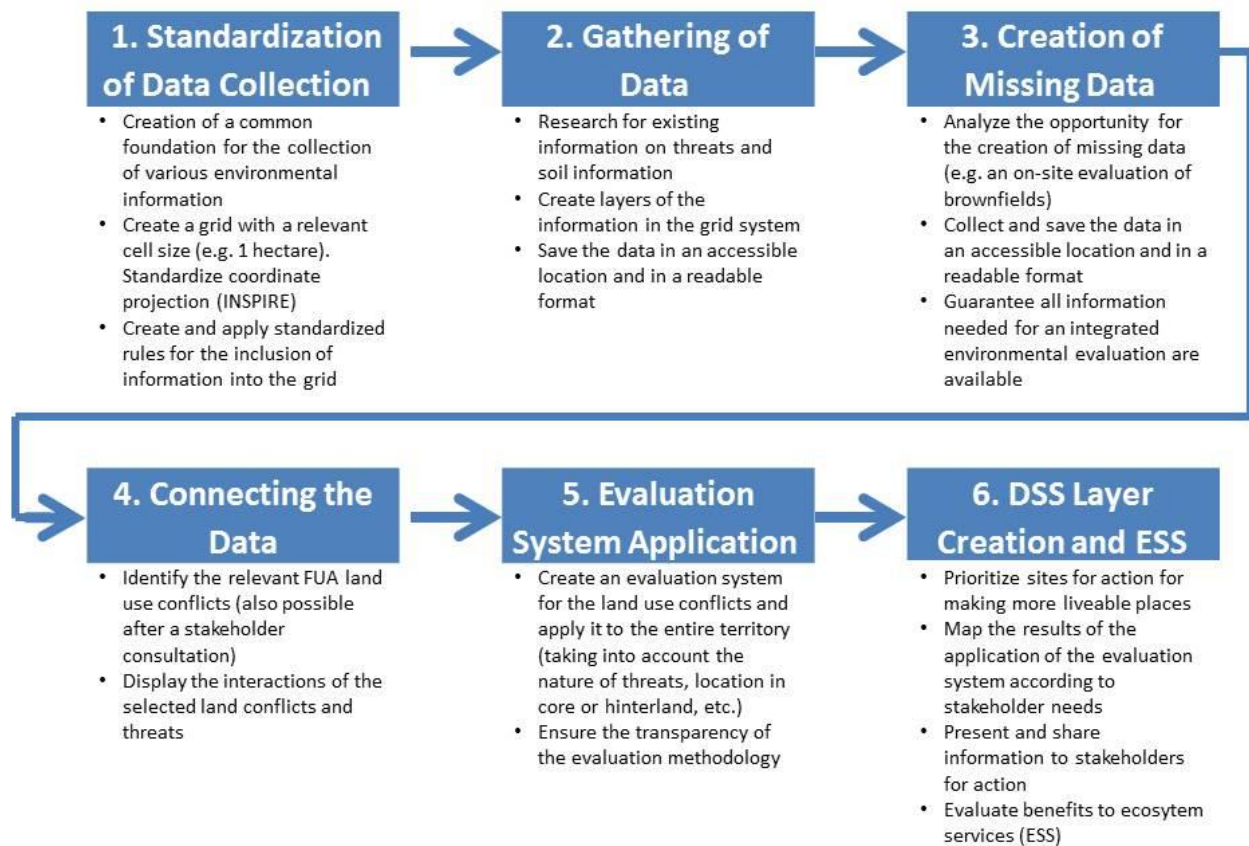 1. Standardization
of Data Collection
• Creation of a common
foundation for the collection
of various environmental
information
• Create a grid with a relevant
cell size (e.g. 1 hectare).
Standardize coordinate
projection (INSPIRE)
• Create and apply standardized
rules for the inclusion of
information into the grid
2. Gathering of
Data
• Research for existing
information on threats and
soil information
• Create layers of the
information in the grid system
• Save the data in an accessible
location and in a readable
format
3. Creation of
Missing Data
• Analyze the opportunity for
the creation of missing data
(e.g. an on-site evaluation of
brownfields)
• Collect and save the data in
an accessible location and in a
readable format
• Guarantee all information
needed for an integrated
environmental evaluation are
available
4. Connecting the
Data
• Identify the relevant FUA land
use conflicts (also possible
after a stakeholder
consultation)
• Display the interactions of the
selected land conflicts and
threats
5. Evaluation
System Application
• Create an evaluation system
for the land use conflicts and
apply it to the entire territory
(taking into account the
nature of threats, location in
core or hinterland, etc.)
• Ensure the transparency of
the evaluation methodology
6. DSS Layer
Creation and ESS
• Prioritize sites for action for
making more liveable places
• Map the results of the
application of the evaluation
system according to
stakeholder needs
• Present and share
information to stakeholders
for action
• Evaluate benefits to ecosytem
services (ESS)